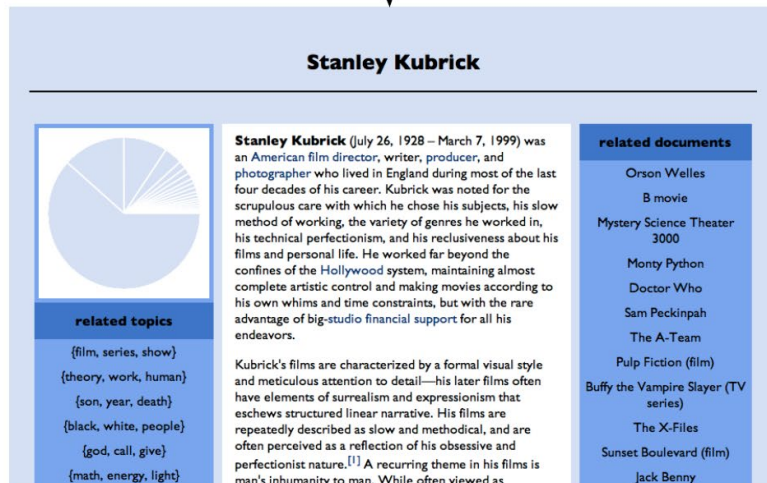 Stanley Kubrick
related topics
{film, series, show}
{theory, work, human}
{son, year, death}
{black, white, people}
{god, call, give}
{math, energy, light}
Stanley Kubrick (July 26, 1928 – March 7, 1999) was
an American film director, writer, producer, and
photographer who lived in England during most of the last
four decades of his career. Kubrick was noted for the
scrupulous care with which he chose his subjects, his slow
method of working, the variety of genres he worked in,
his technical perfectionism, and his reclusiveness about his
films and personal life. He worked far beyond the
confines of the Hollywood system, maintaining almost
complete artistic control and making movies according to
his own whims and time constraints, but with the rare
advantage of big-studio financial support for all his
endeavors.
Kubrick's films are characterized by a formal visual style
and meticulous attention to detail—his later films often
have elements of surrealism and expressionism that
eschews structured linear narrative. His films are
repeatedly described as slow and methodical, and are
often perceived as a reflection of his obsessive and
perfectionist nature.[1] A recurring theme in his films is
man's inhumanity to man. While often viewed as
related documents
Orson Welles
B movie
Mystery Science Theater
3000
Monty Python
Doctor Who
Sam Peckinpah
The A-Team
Pulp Fiction (film)
Buffy the Vampire Slayer (TV
series)
The X-Files
Sunset Boulevard (film)
Jack Benny